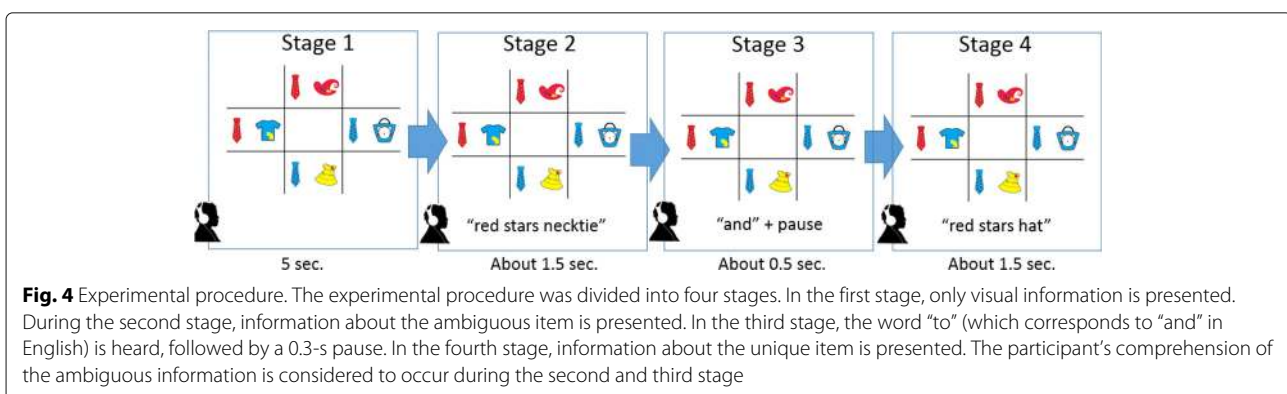 Stage 1
Stage 2
Stage 3
Stage 4
"red stars necktie"
"and" + pause
"red stars hat"
5 sec.
About 1.5 sec.
About 0.5 sec.
About 1.5 sec.
Fig. 4 Experimental procedure. The experimental procedure was divided into four stages. In the first stage, only visual information is presented.
During the second stage, information about the ambiguous item is presented. In the third stage, the word “to” (which corresponds to “and” in
English) is heard, followed by a 0.3-s pause. In the fourth stage, information about the unique item is presented. The participant’s comprehension of
the ambiguous information is considered to occur during the second and third stage